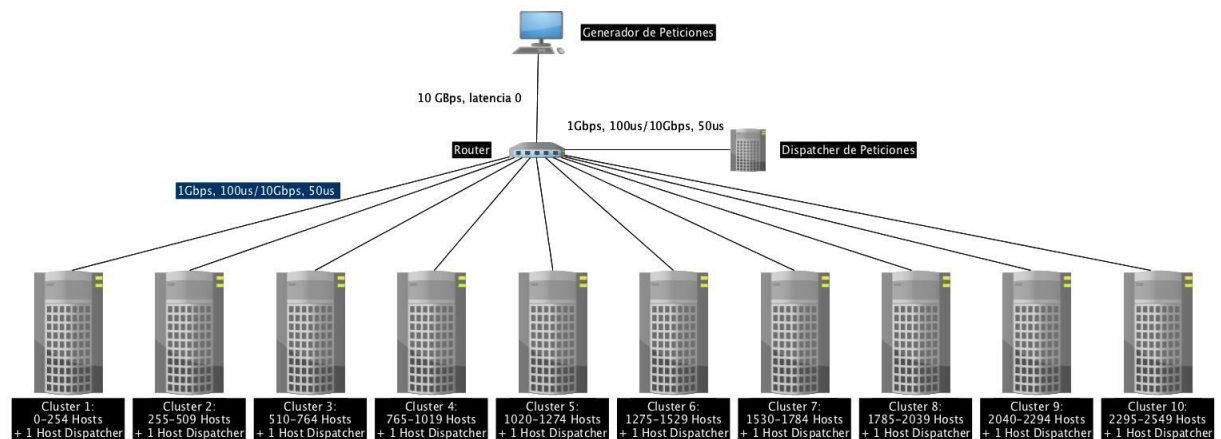 Generador de Peticiones
10 GBps, latencia 0
1Gbps, 100us/10Gbps, 50us
Router
Dispatcher de Peticiones
1Gbps, 100us/10Gbps, 50us
Cluster 1:
0-254 Hosts
+ 1 Host Dispatcher
Cluster 2:
255-509 Hosts
+ 1 Host Dispatcher
Cluster 3:
510-764 Hosts
+ 1 Host Dispatcher
Cluster 4:
765-1019 Hosts
+ 1 Host Dispatcher
Cluster 5:
1020-1274 Hosts
+ 1 Host Dispatcher
Cluster 6:
1275-1529 Hosts
+ 1 Host Dispatcher
Cluster 7:
1530-1784 Hosts
+ 1 Host Dispatcher
Cluster 8:
1785-2039 Hosts
+ 1 Host Dispatcher
Cluster 9:
2040-2294 Hosts
+ 1 Host Dispatcher
Cluster 10:
2295-2549 Hosts
+ 1 Host Dispatcher